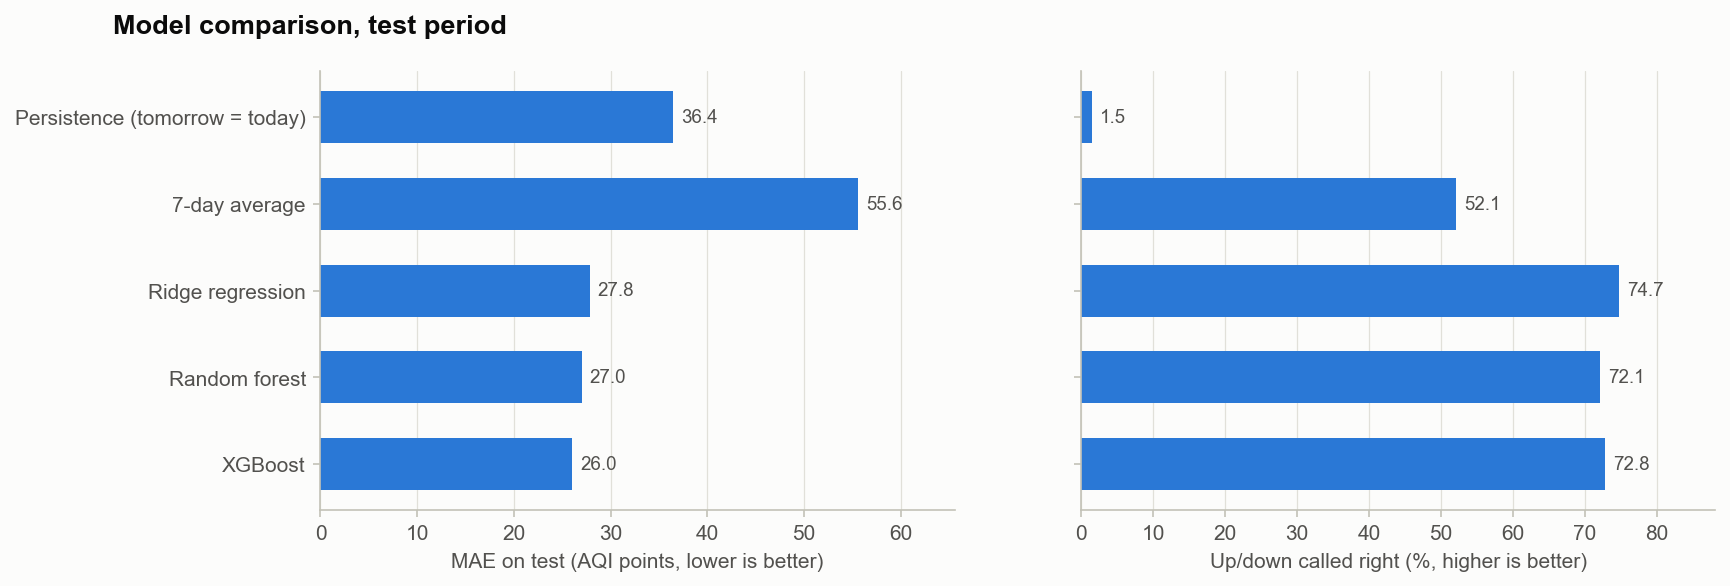 Model comparison, test period
Persistence (tomorrow = today)
36.4
1.5
7-day average
55.6
52.1
Ridge regression
27.8
74.7
Random forest
27.0
72.1
XGBoost
26.0
72.8
0 10 20 30 40 50 60
0 10 20 30 40 50 60 70 80
MAE on test (AQI points, lower is better)
Up/down called right (%, higher is better)